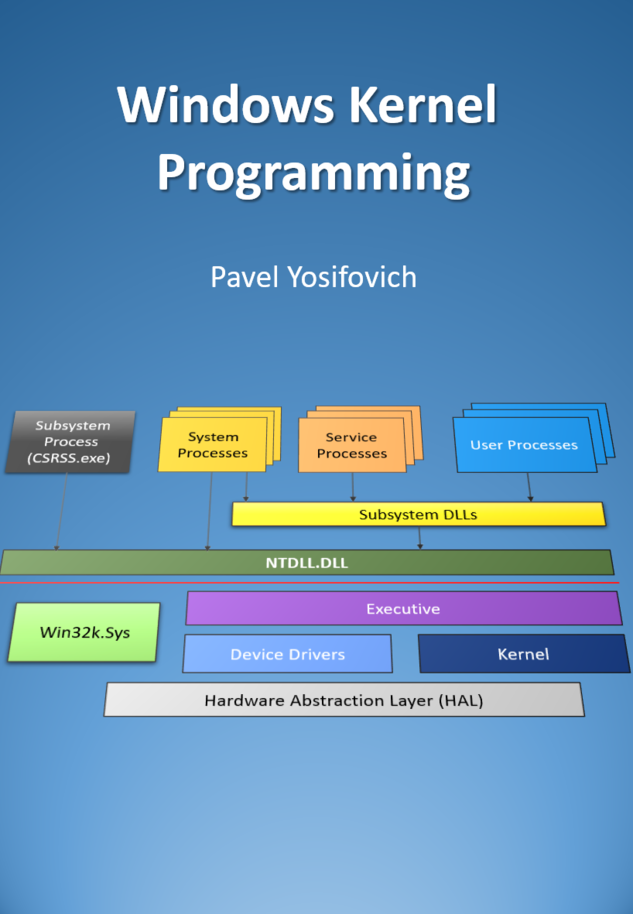 Windows Kernel
Programming
Pavel Yosifovich
Subsystem
Process
(CSRSS.exe)
System
Processes
Service
Processes
User Processes
Subsystem DLLs
NTDLL.DLL
Win32k.Sys
Executive
Device Drivers
Kernel
Hardware Abstraction Layer (HAL)